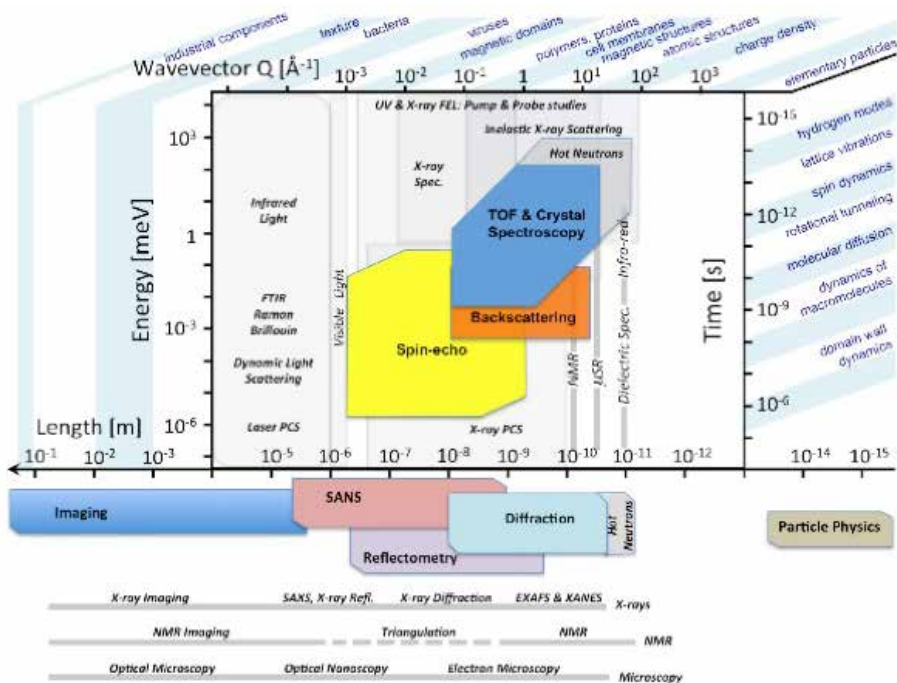 industrial components
texture
bacteria
viruses
magnetic domains
polymers, proteins
cell membranes
magnetic structures
atomic structures
charge density
elementary particles
Wavevector Q [Å⁻¹] 10⁻³ 10⁻² 10⁻¹ 1 10¹ 10² 10³
UV & X-ray FEL: Pump & Probe studies
Inelastic X-ray Scattering
Hot Neutrons
X-ray
Spec.
TOF & Crystal
Spectroscopy
Infrared
Light
Energy [meV]
10³
1
10⁻³
10⁻⁶
FTIR
Raman
Brillouin
Visible Light
Dynamic Light
Scattering
Laser PCS
Spin-echo
Backscattering
X-ray PCS
NMR
μSR
Dielectric Spec.
Infra-red
Time [s]
10⁻¹⁵
10⁻¹²
10⁻⁹
10⁻⁶
hydrogen modes
lattice vibrations
spin dynamics
rotational tunneling
molecular diffusion
dynamics of
macromolecules
domain wall
dynamics
Length [m]
10⁻¹ 10⁻² 10⁻³ 10⁻⁵ 10⁻⁶ 10⁻⁷ 10⁻⁸ 10⁻⁹ 10⁻¹⁰ 10⁻¹¹ 10⁻¹² 10⁻¹⁴ 10⁻¹⁵
Imaging
SANS
Diffraction
Hot
Neutrons
Reflectometry
Particle Physics
X-ray Imaging SAXS, X-ray Refl. X-ray Diffraction EXAFS & XANES X-rays
NMR Imaging Triangulation NMR NMR
Optical Microscopy Optical Nanoscopy Electron Microscopy Microscopy